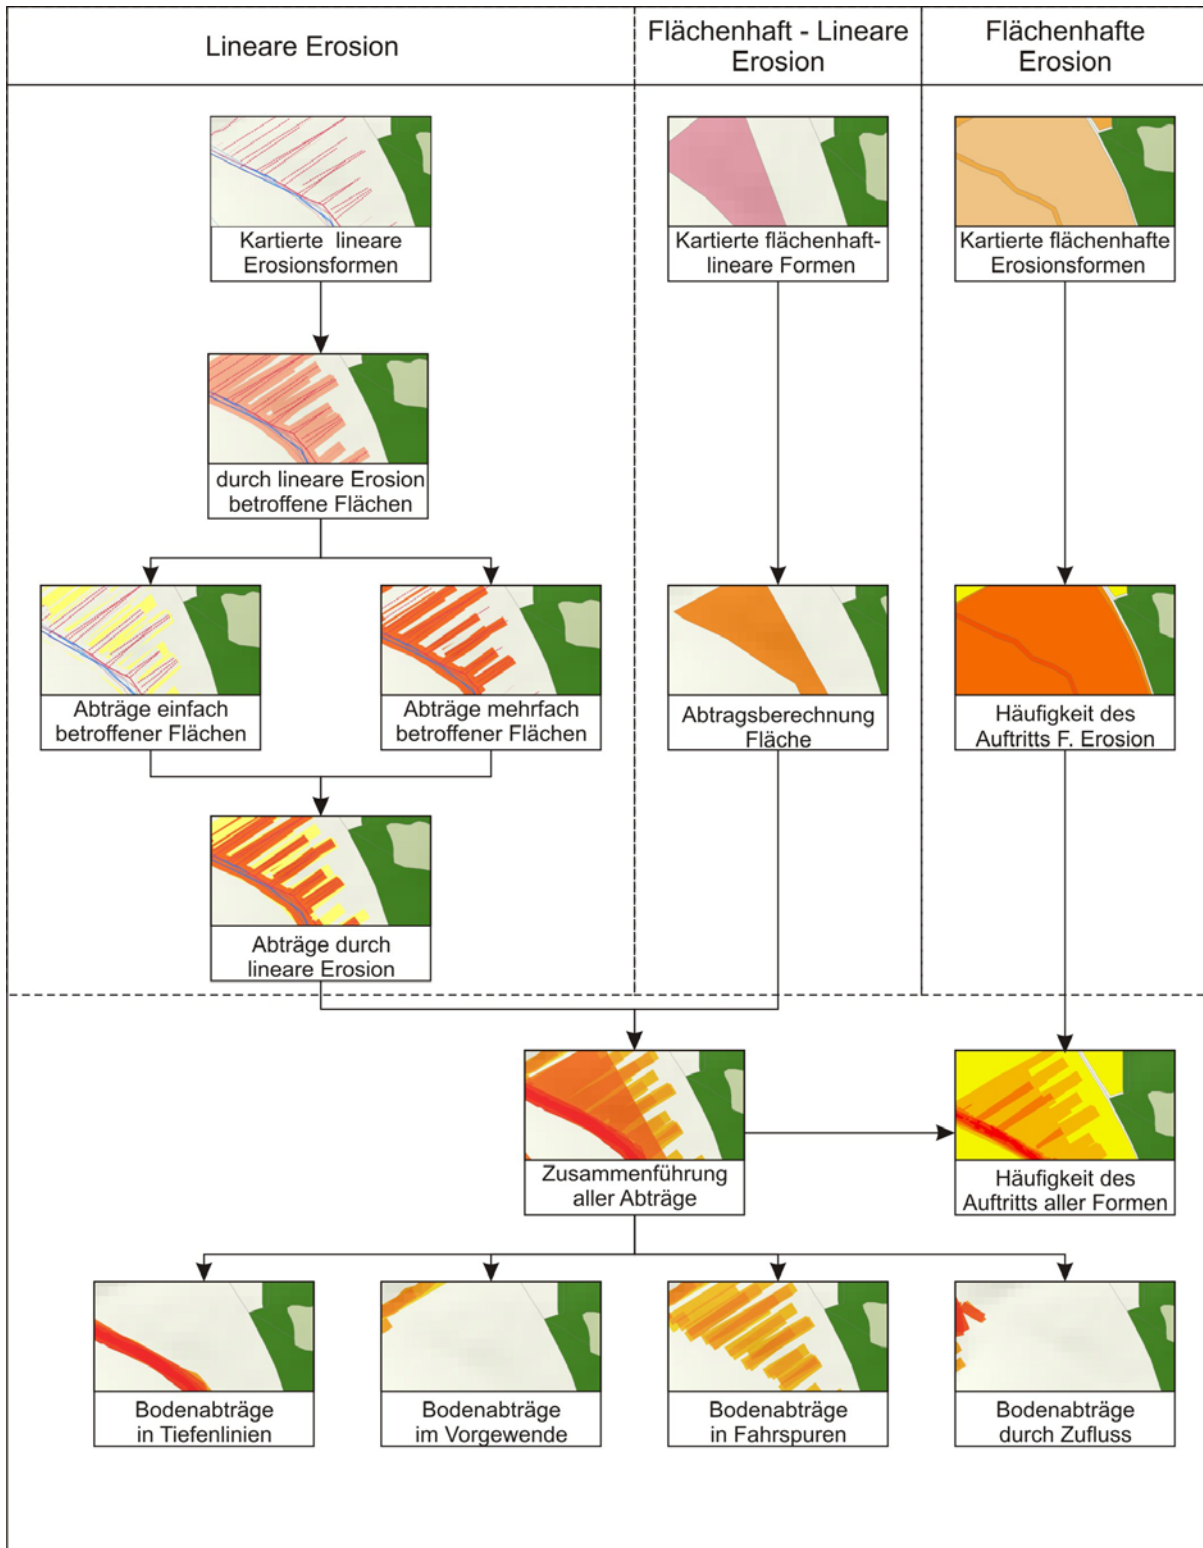 Lineare Erosion
Flächenhaft - Lineare
Erosion
Flächenhafte
Erosion
Kartierte lineare
Erosionsformen
Kartierte flächenhaft-
lineare Formen
Kartierte flächenhafte
Erosionsformen
durch lineare Erosion
betroffene Flächen
Abträge einfach
betroffener Flächen
Abträge mehrfach
betroffener Flächen
Abtragsberechnung
Fläche
Häufigkeit des
Auftritts F. Erosion
Abträge durch
lineare Erosion
Zusammenführung
aller Abträge
Häufigkeit des
Auftritts aller Formen
Bodenabträge
in Tiefenlinien
Bodenabträge
im Vorgewende
Bodenabträge
in Fahrspuren
Bodenabträge
durch Zufluss